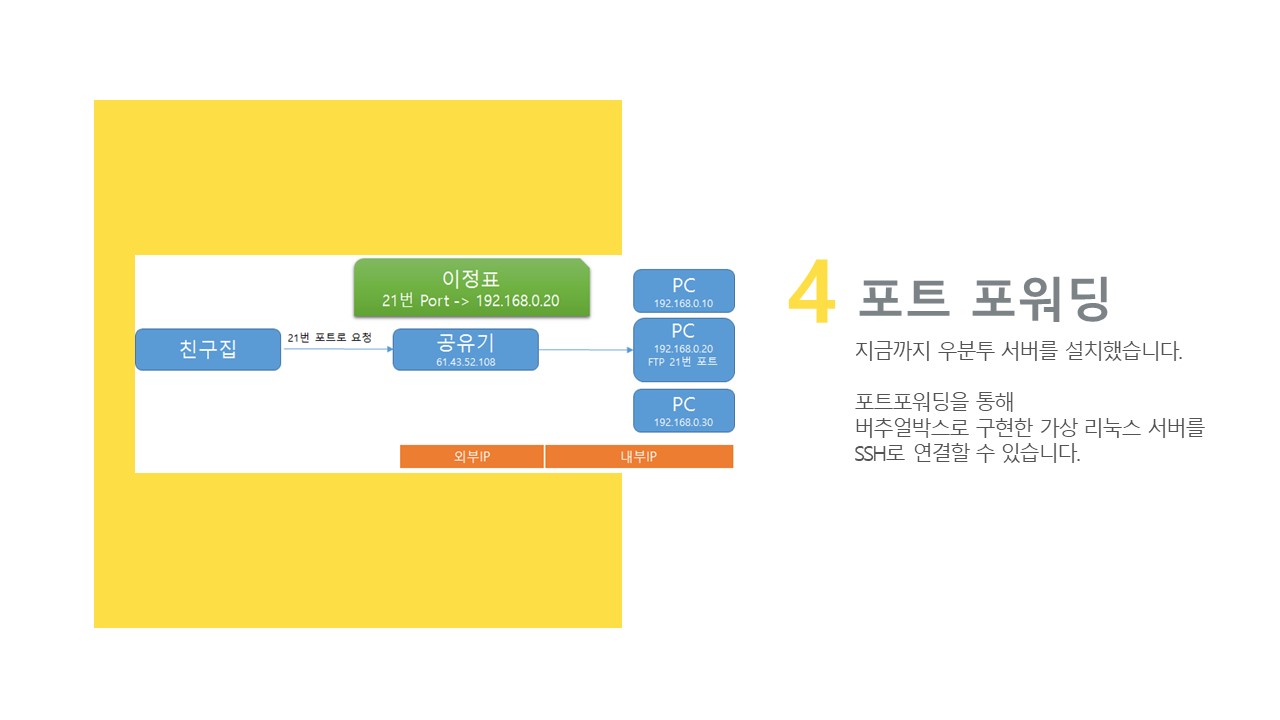 이정표
21번 Port -> 192.168.0.20
친구집
21번 포트로 요청
공유기
61.43.52.108
PC
192.168.0.10
PC
192.168.0.20
FTP 21번 포트
PC
192.168.0.30
외부IP
내부IP
4 포트 포워딩
지금까지 우분투 서버를 설치했습니다.
포트포워딩을 통해
버추얼박스로 구현한 가상 리눅스 서버를
SSH로 연결할 수 있습니다.